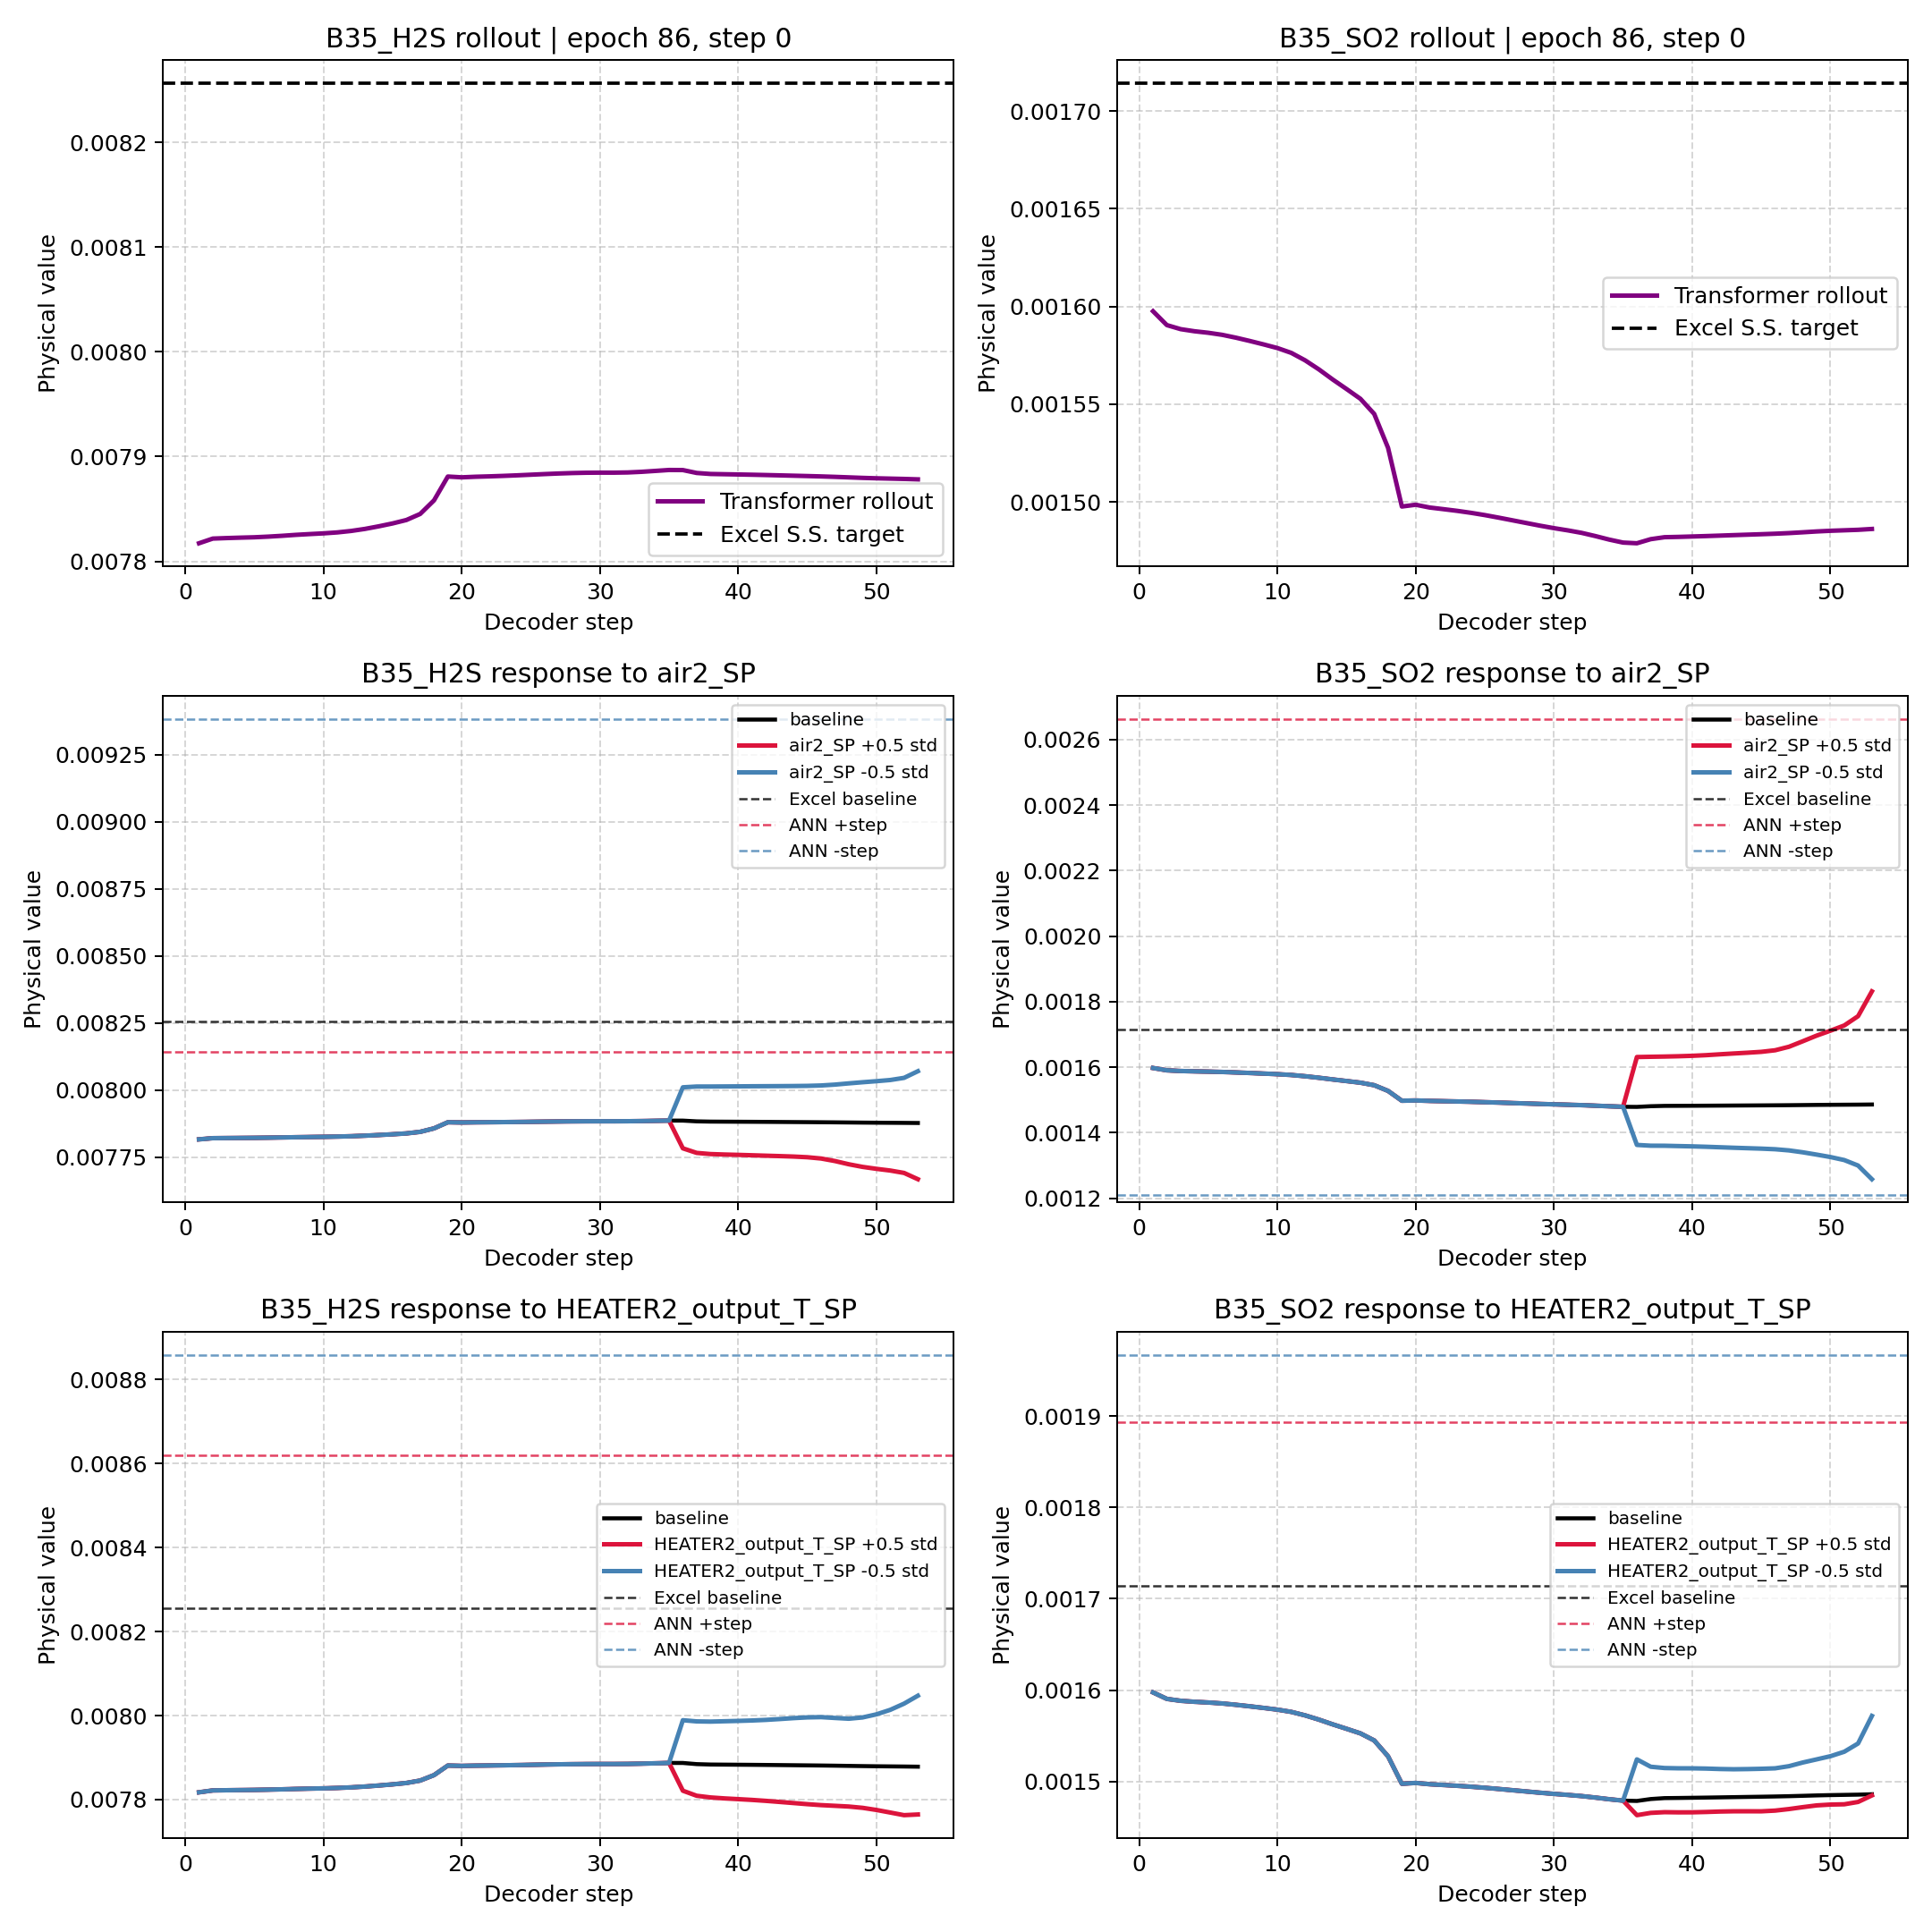 B35_H2S rollout | epoch 86, step 0
Physical value
0.0082
0.0081
0.0080
0.0079
0.0078
Transformer rollout
Excel S.S. target
0 10 20 30 40 50
Decoder step
B35_SO2 rollout | epoch 86, step 0
Physical value
0.00170
0.00165
0.00160
0.00155
0.00150
Transformer rollout
Excel S.S. target
0 10 20 30 40 50
Decoder step
B35_H2S response to air2_SP
Physical value
0.00925
0.00900
0.00875
0.00850
0.00825
0.00800
0.00775
baseline
air2_SP +0.5 std
air2_SP -0.5 std
Excel baseline
ANN +step
ANN -step
0 10 20 30 40 50
Decoder step
B35_SO2 response to air2_SP
Physical value
0.0026
0.0024
0.0022
0.0020
0.0018
0.0016
0.0014
0.0012
baseline
air2_SP +0.5 std
air2_SP -0.5 std
Excel baseline
ANN +step
ANN -step
0 10 20 30 40 50
Decoder step
B35_H2S response to HEATER2_output_T_SP
Physical value
0.0088
0.0086
0.0084
0.0082
0.0080
0.0078
baseline
HEATER2_output_T_SP +0.5 std
HEATER2_output_T_SP -0.5 std
Excel baseline
ANN +step
ANN -step
0 10 20 30 40 50
Decoder step
B35_SO2 response to HEATER2_output_T_SP
Physical value
0.0019
0.0018
0.0017
0.0016
0.0015
baseline
HEATER2_output_T_SP +0.5 std
HEATER2_output_T_SP -0.5 std
Excel baseline
ANN +step
ANN -step
0 10 20 30 40 50
Decoder step